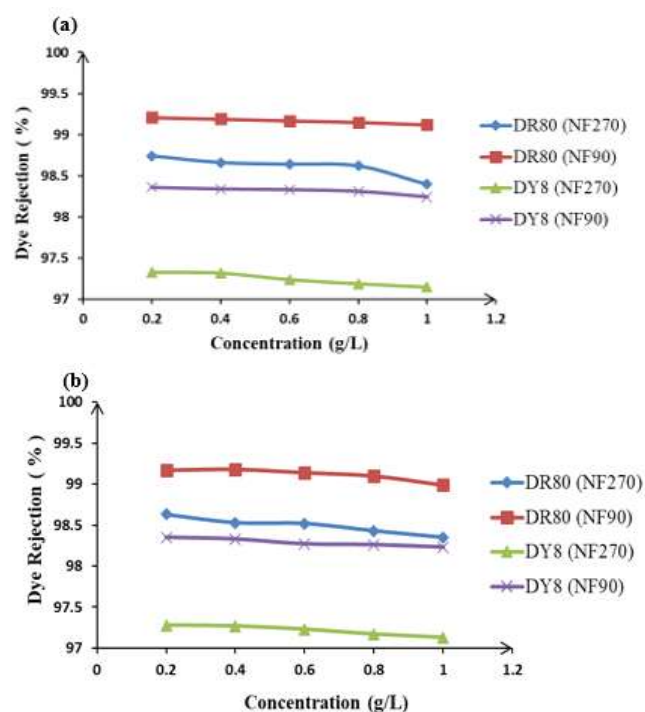 (a)
100
99.5
99
98.5
98
97.5
97
0
0.2
0.4
0.6
0.8
1
1.2
Dye Rejection ( % )
Concentration (g/L)
DR80 (NF270)
DR80 (NF90)
DY8 (NF270)
DY8 (NF90)
(b)
100
99.5
99
98.5
98
97.5
97
0
0.2
0.4
0.6
0.8
1
1.2
Dye Rejection ( % )
Concentration (g/L)
DR80 (NF270)
DR80 (NF90)
DY8 (NF270)
DY8 (NF90)